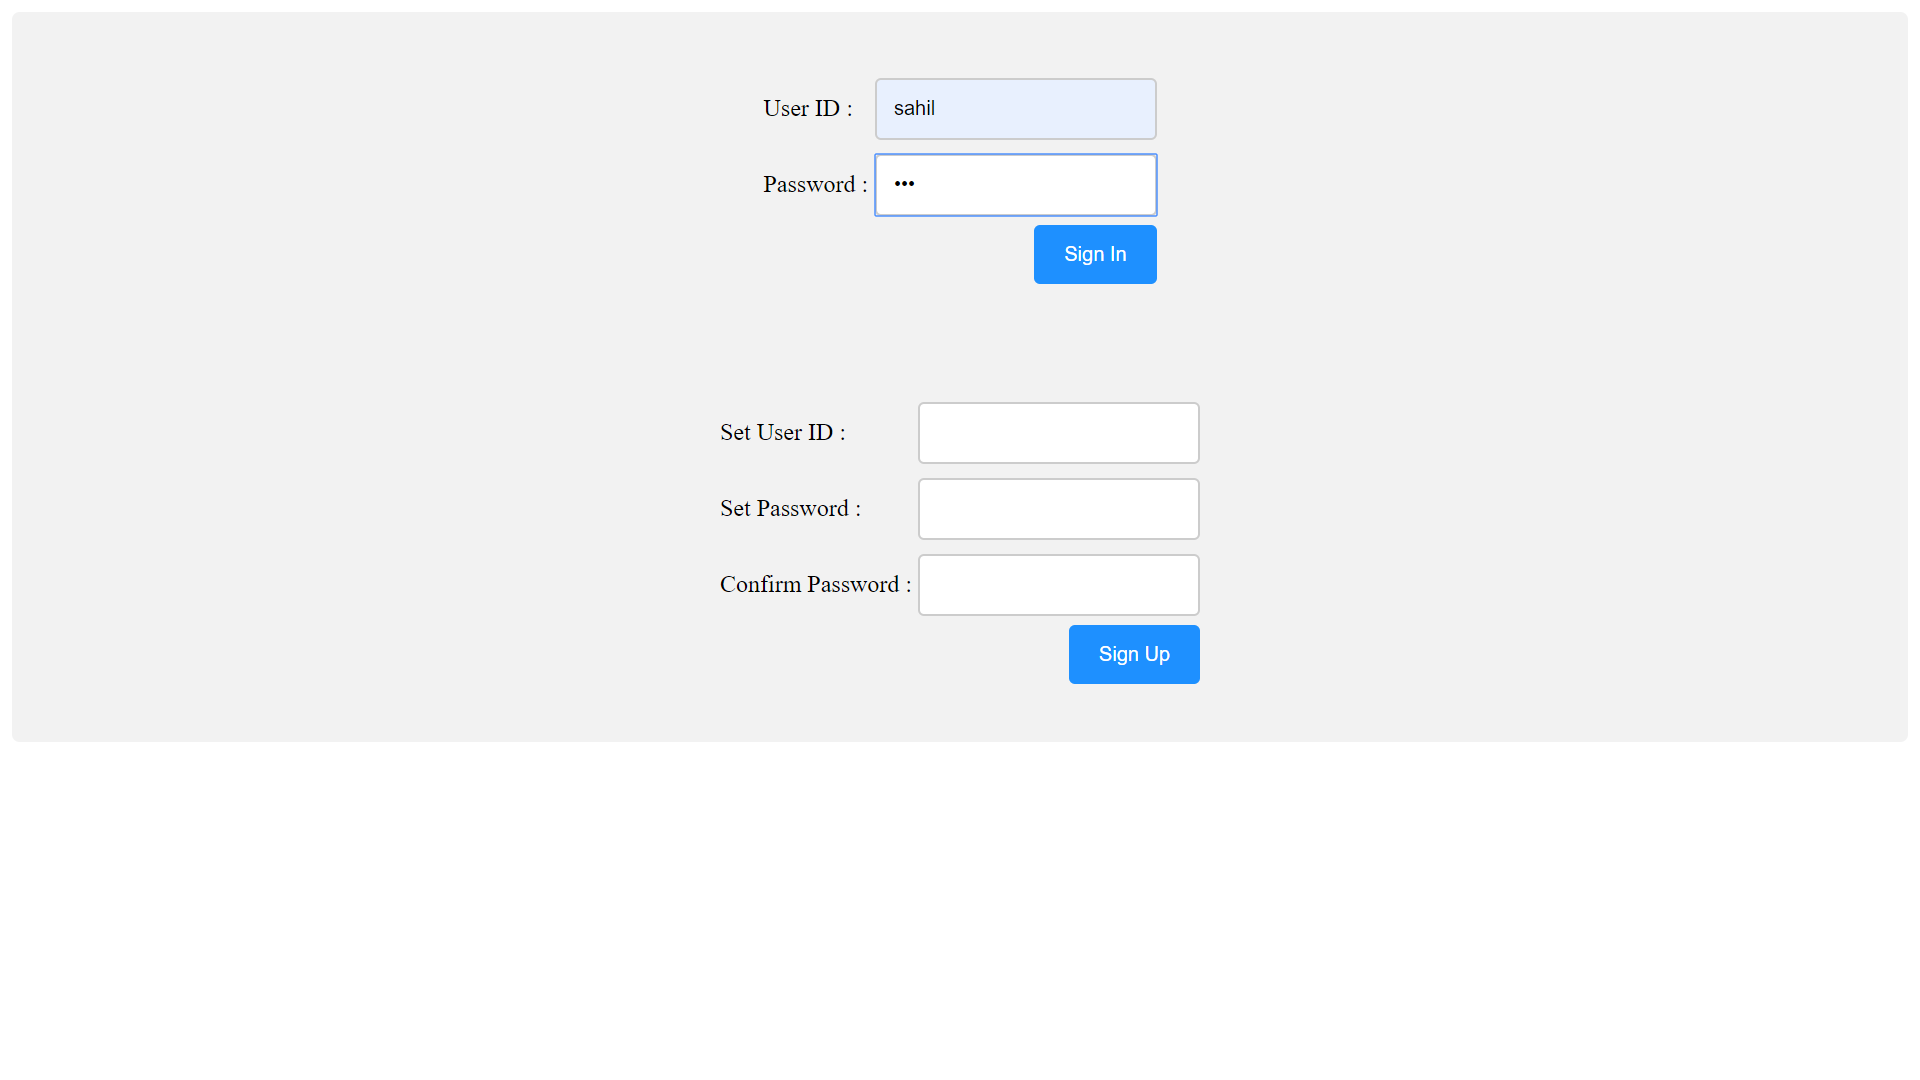 User ID : sahil
Password : •••
Sign In
Set User ID :
Set Password :
Confirm Password :
Sign Up